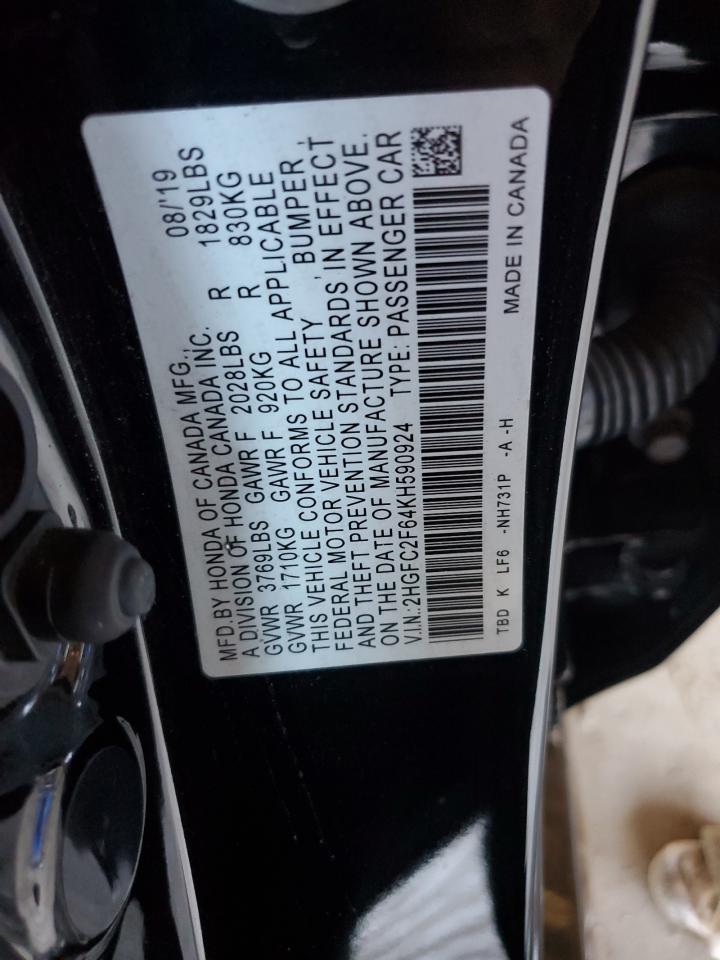 MFD.BY HONDA OF CANADA MFG., 08/'19
A DIVISION OF HONDA CANADA INC.
GVWR 3769LBS GAWR F 2028LBS R 1829LBS
GVWR 1710KG GAWR F 920KG R 830KG
THIS VEHICLE CONFORMS TO ALL APPLICABLE
FEDERAL MOTOR VEHICLE SAFETY , BUMPER ,
AND THEFT PREVENTION STANDARDS IN EFFECT
ON THE DATE OF MANUFACTURE SHOWN ABOVE.
V.I.N.:2HGFC2F64KH590924 TYPE: PASSENGER CAR
TBD K LF6 -NH731P -A -H MADE IN CANADA